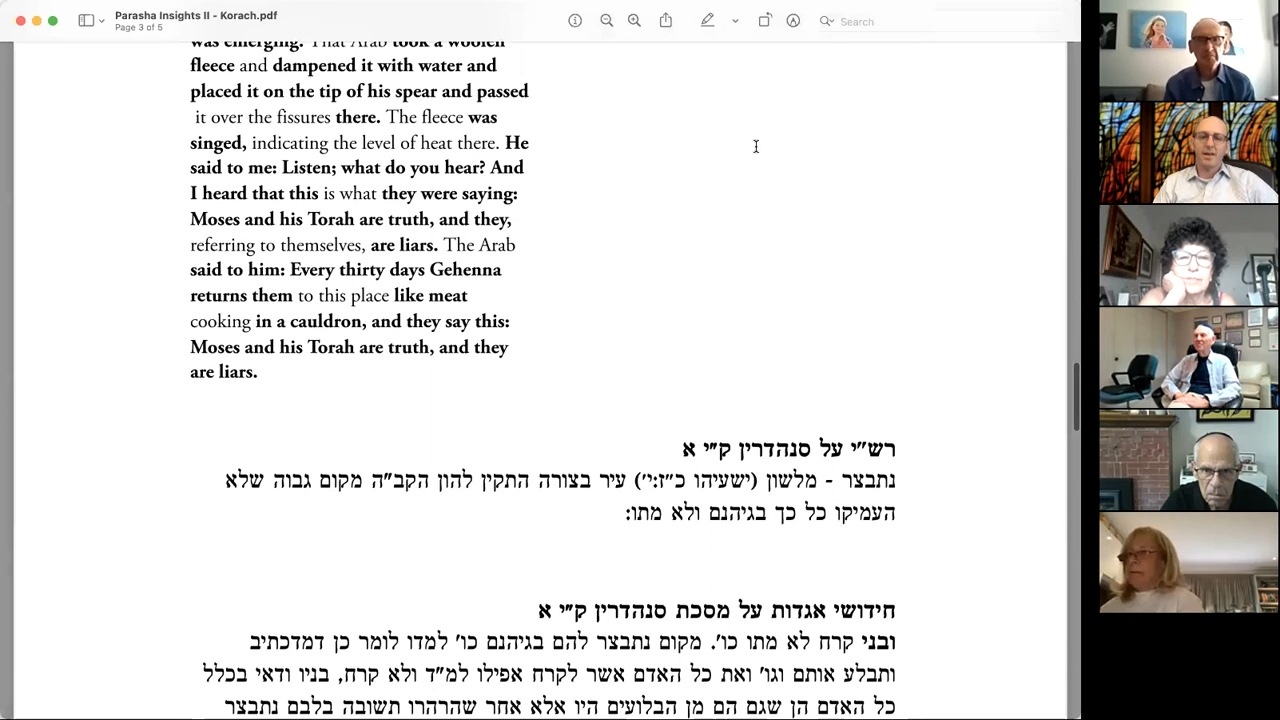 Parasha Insights II - Korach.pdf
Page 3 of 5
Search
was emerging. That Arab took a woolen
fleece and dampened it with water and
placed it on the tip of his spear and passed
it over the fissures there. The fleece was
singed, indicating the level of heat there. He
said to me: Listen; what do you hear? And
I heard that this is what they were saying:
Moses and his Torah are truth, and they,
referring to themselves, are liars. The Arab
said to him: Every thirty days Gehenna
returns them to this place like meat
cooking in a cauldron, and they say this:
Moses and his Torah are truth, and they
are liars.
רש״י על סנהדרין ק״י א
נתבצר - מלשון (ישעיהו כ״ז:י׳) עיר בצורה התקין להון הקב״ה מקום גבוה שלא
העמיקו כל כך בגיהנם ולא מתו:
חידושי אגדות על מסכת סנהדרין ק״י א
ובני קרח לא מתו כו׳. מקום נתבצר להם בגיהנם כו׳ למדו לומר כן דמדכתיב
ותבלע אותם וגו׳ ואת כל האדם אשר לקרח אפילו למ״ד ולא קרח, בניו ודאי בכלל
כל האדם הן שגם הם מן הבלועים היו אלא אחר שהרהרו תשובה בלבם נתבצר